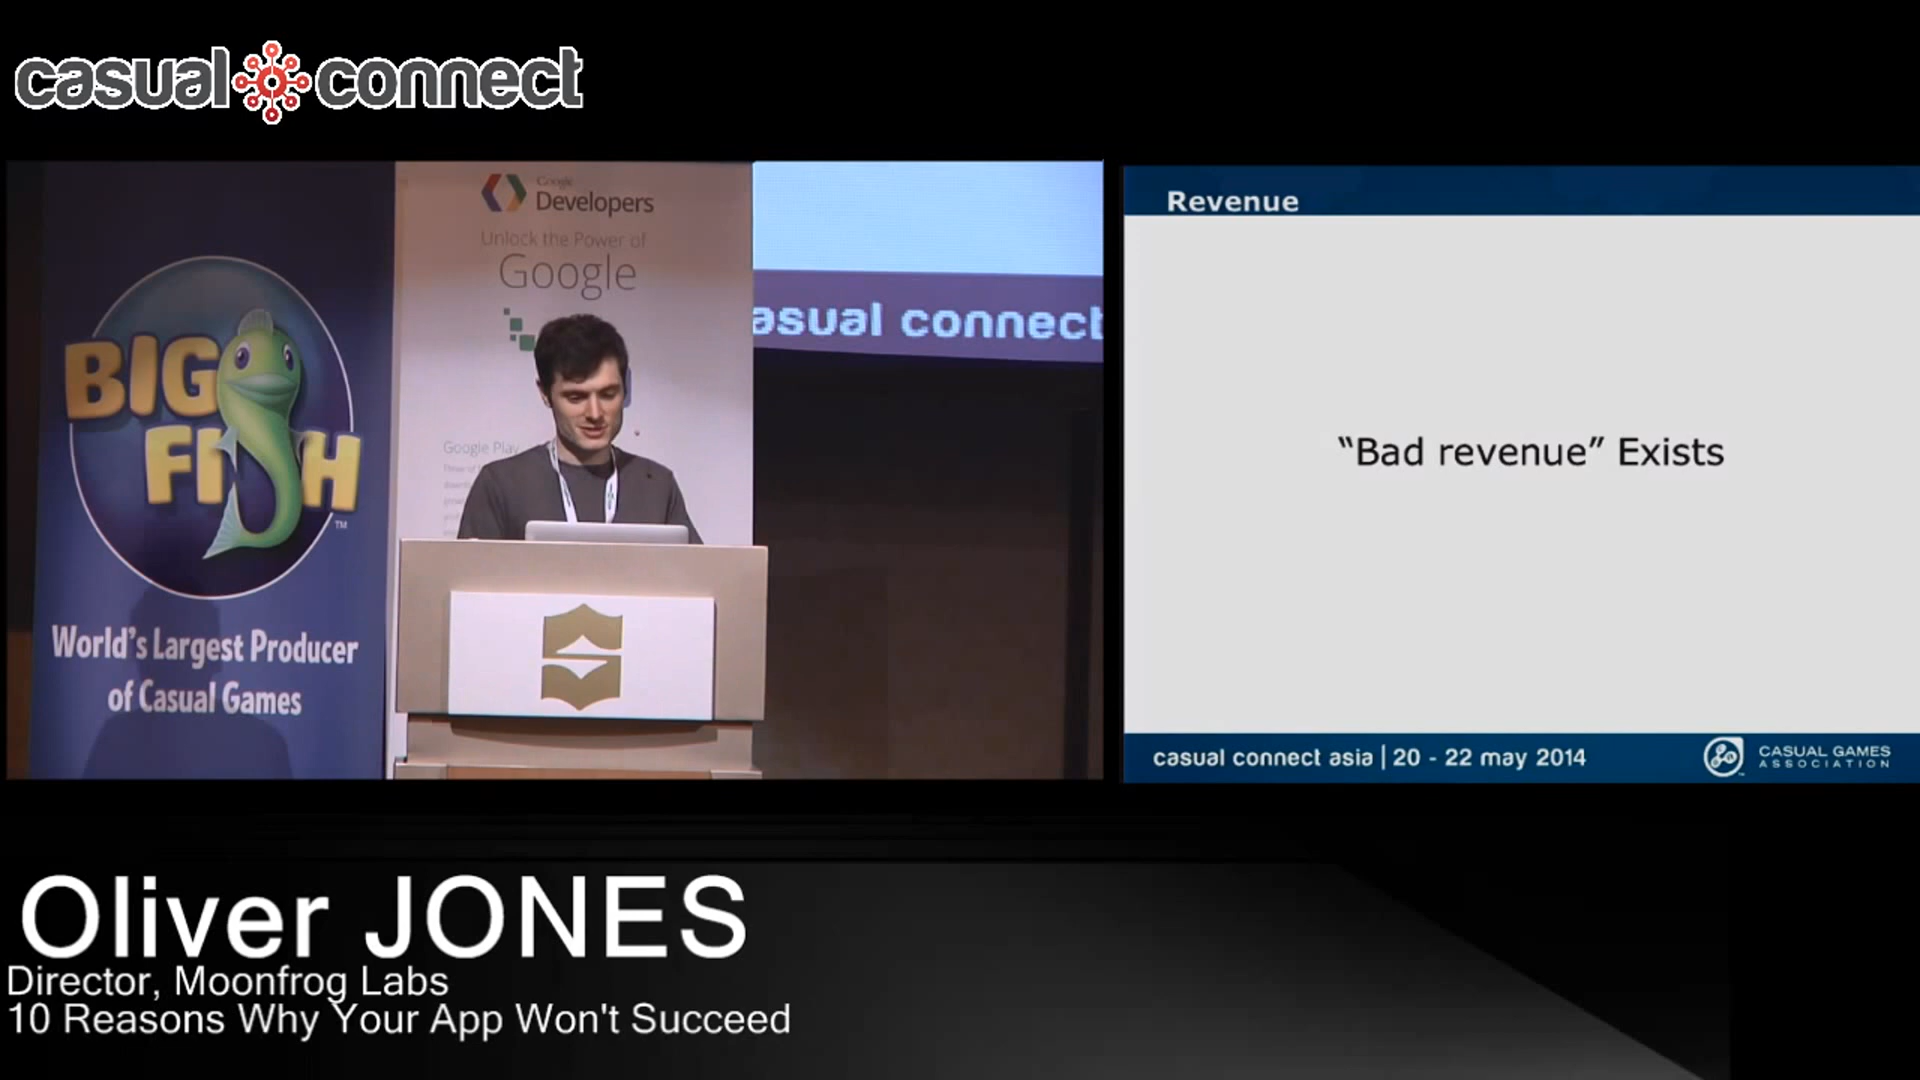 casual connect
Google
Developers
Unlock the Power of
Google
Google Play
BIG
FISH
™
World's Largest Producer
of Casual Games
asual connect
Revenue
“Bad revenue” Exists
casual connect asia | 20 - 22 may 2014
CASUAL GAMES
ASSOCIATION
Oliver JONES
Director, Moonfrog Labs
10 Reasons Why Your App Won't Succeed